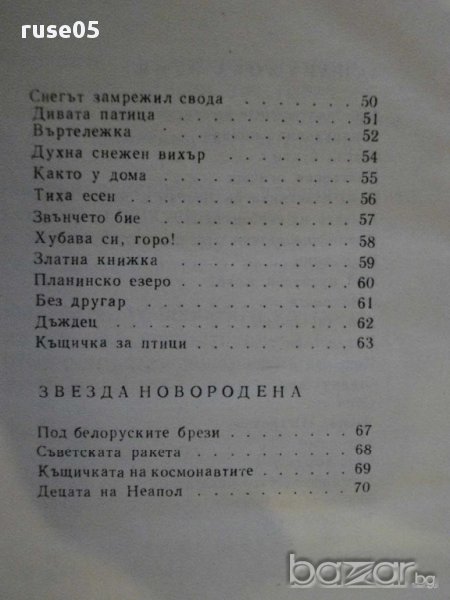 ruse05
Снегът замрежил свода . . . . . . . 50
Дивата патица . . . . . . . . . . 51
Въртележка . . . . . . . . . . . 52
Духна снежен вихър . . . . . . . . 54
Както у дома . . . . . . . . . . . 55
Тиха есен . . . . . . . . . . . . 56
Звънчето бие . . . . . . . . . . . 57
Хубава си, горо! . . . . . . . . . 58
Златна книжка . . . . . . . . . . 59
Планинско езеро . . . . . . . . . 60
Без другар . . . . . . . . . . . . 61
Дъждец . . . . . . . . . . . . . 62
Къщичка за птици . . . . . . . . . 63
ЗВЕЗДА НОВОРОДЕНА
Под белоруските брези . . . . . . . 67
Съветската ракета . . . . . . . . . 68
Къщичката на космонавтите . . . . . 69
Децата на Неапол . . . . . . . . . 70
bazar.bg